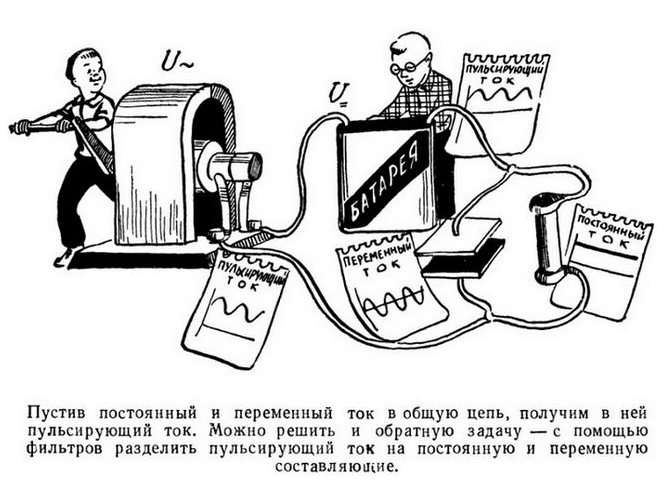 U~
U=
ПУЛЬСИРУЮЩИЙ
ТОК
БАТАРЕЯ
ПОСТОЯННЫЙ
ТОК
ПЕРЕМЕННЫЙ
ТОК
ПУЛЬСИРУЮЩИЙ
ТОК
Пустив постоянный и переменный ток в общую цепь, получим в ней
пульсирующий ток. Можно решить и обратную задачу — с помощью
фильтров разделить пульсирующий ток на постоянную и переменную
составляющие.